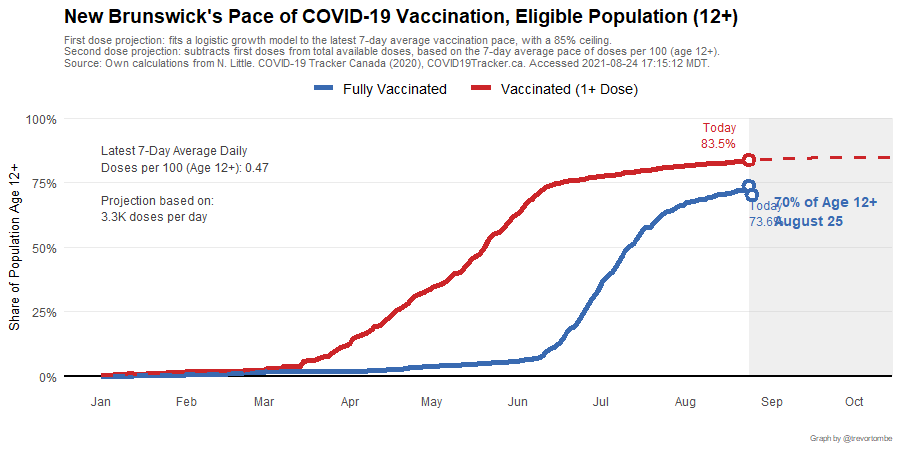 New Brunswick's Pace of COVID-19 Vaccination, Eligible Population (12+)
First dose projection: fits a logistic growth model to the latest 7-day average vaccination pace, with a 85% ceiling.
Second dose projection: subtracts first doses from total available doses, based on the 7-day average pace of doses per 100 (age 12+).
Source: Own calculations from N. Little. COVID-19 Tracker Canada (2020), COVID19Tracker.ca. Accessed 2021-08-24 17:15:12 MDT.
Fully Vaccinated
Vaccinated (1+ Dose)
100%
75%
50%
25%
0%
Share of Population Age 12+
Latest 7-Day Average Daily
Doses per 100 (Age 12+): 0.47
Projection based on:
3.3K doses per day
Today
83.5%
Today
73.6%
70% of Age 12+
August 25
Jan
Feb
Mar
Apr
May
Jun
Jul
Aug
Sep
Oct
Graph by @trevortombe